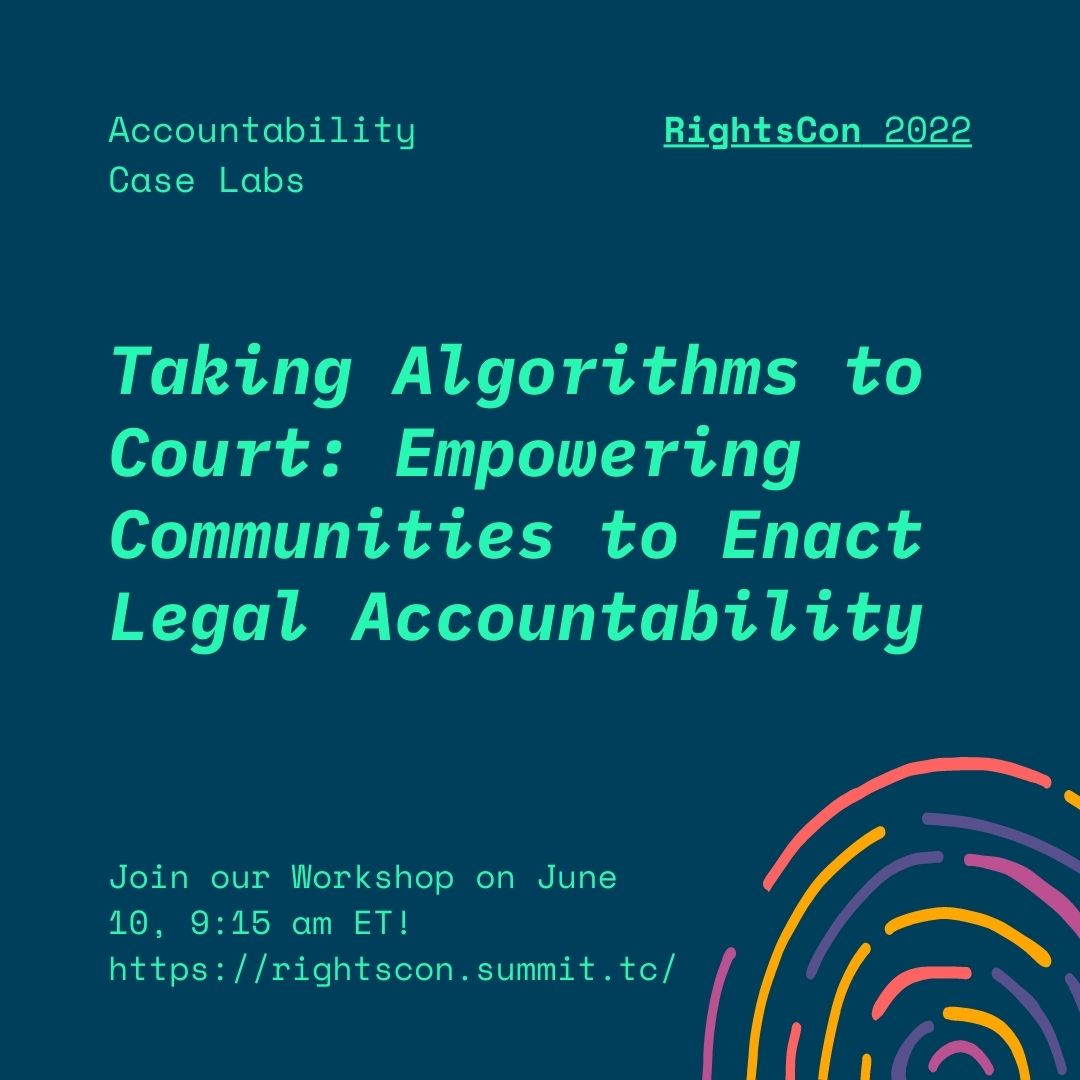 Accountability
Case Labs
RightsCon 2022
Taking Algorithms to
Court: Empowering
Communities to Enact
Legal Accountability
Join our Workshop on June
10, 9:15 am ET!
https://rightscon.summit.tc/